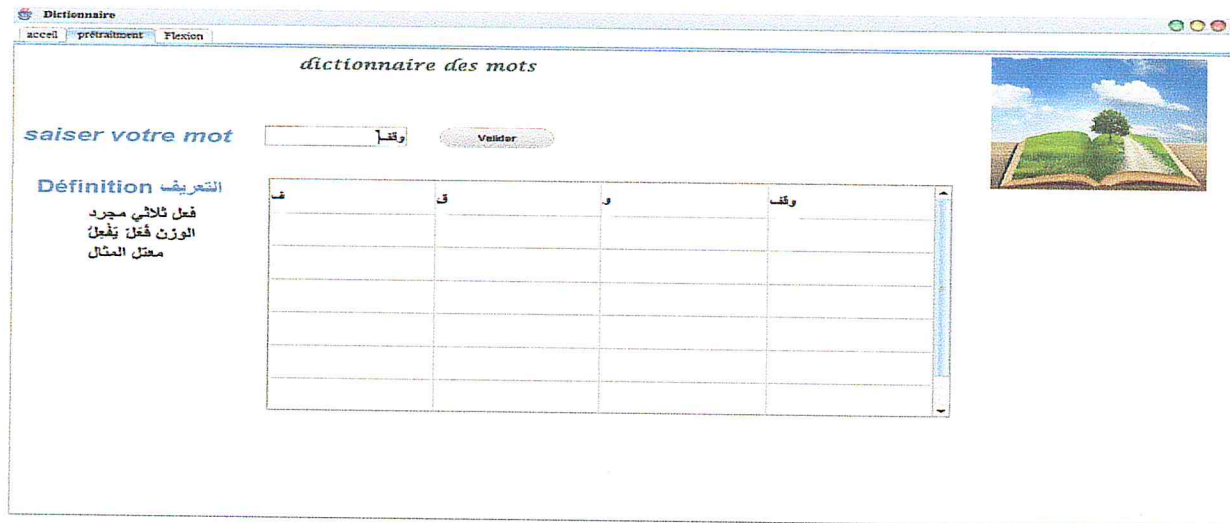 Dictionnaire
acceil prétraitment Flexion
dictionnaire des mots
saiser votre mot وقف Valider
Définition التعريف
فعل ثلاثي مجرد
الوزن فَعَلَ يَفْعِلُ
معتل المثال
ف ق و وقف